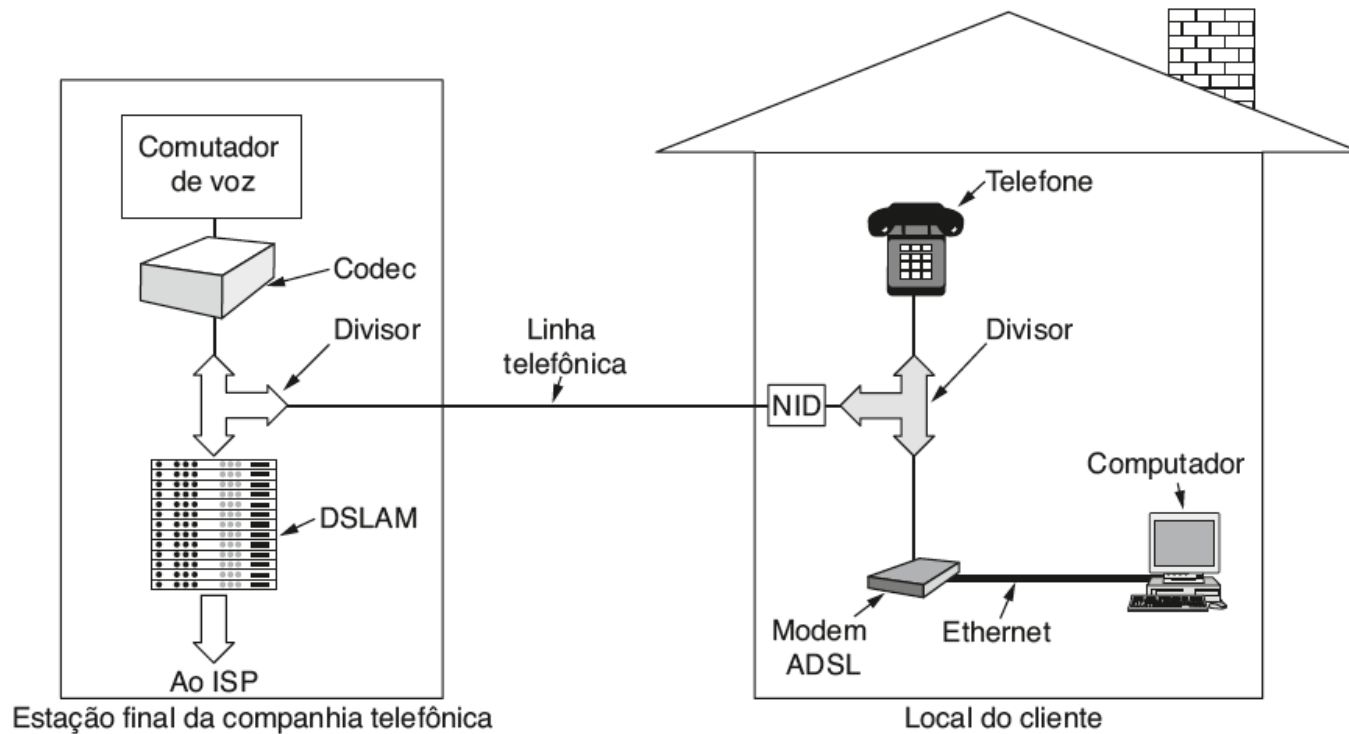 Comutador
de voz
Codec
Divisor
DSLAM
Ao ISP
Estação final da companhia telefônica
Linha
telefônica
Telefone
Divisor
NID
Computador
Modem
ADSL
Ethernet
Local do cliente